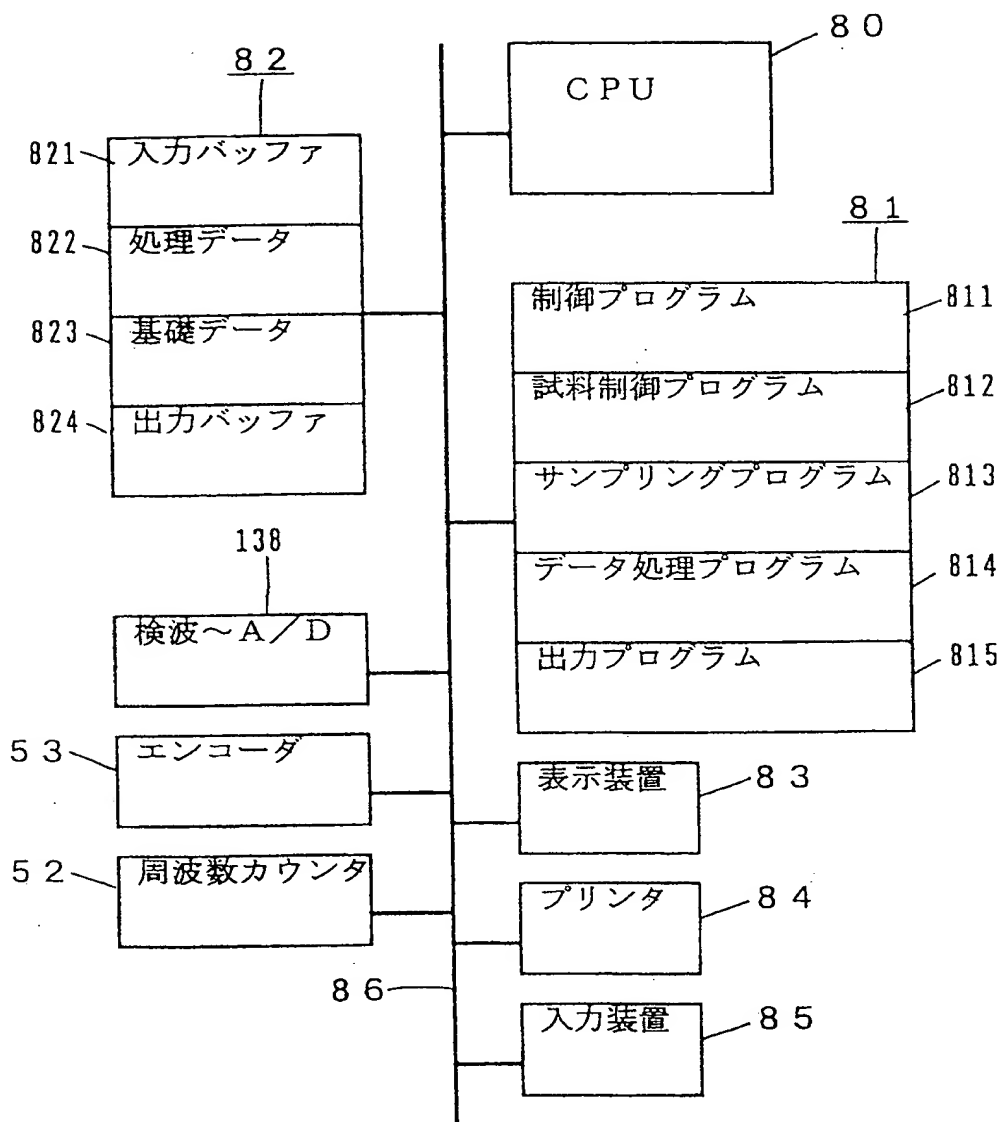 ８０
ＣＰＵ
８２
821
入力バッファ
822
処理データ
823
基礎データ
824
出力バッファ
８１
制御プログラム
811
試料制御プログラム
812
サンプリングプログラム
813
データ処理プログラム
814
出力プログラム
815
138
検波～Ａ／Ｄ
５３
エンコーダ
５２
周波数カウンタ
表示装置
８３
プリンタ
８４
８６
入力装置
８５